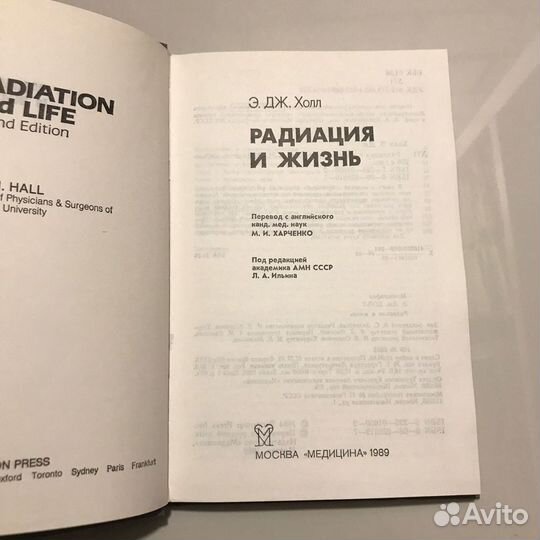 ADIATION
d LIFE
nd Edition
. HALL
f Physicians & Surgeons of
University
ON PRESS
xford Toronto Sydney Paris Frankfurt
Э. ДЖ. Холл
РАДИАЦИЯ
И ЖИЗНЬ
Перевод с английского
канд. мед. наук
М. И. ХАРЧЕНКО
Под редакцией
академика АМН СССР
Л. А. Ильина
МОСКВА «МЕДИЦИНА» 1989
Avito